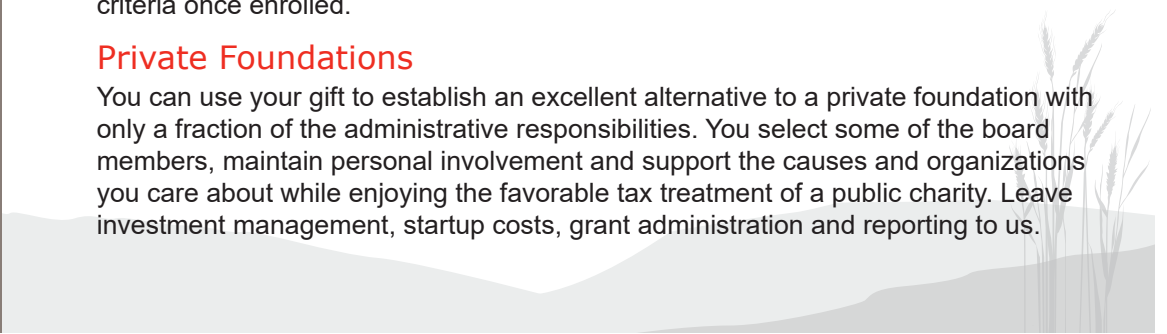 criteria once enrolled.
Private Foundations
You can use your gift to establish an excellent alternative to a private foundation with
only a fraction of the administrative responsibilities. You select some of the board
members, maintain personal involvement and support the causes and organizations
you care about while enjoying the favorable tax treatment of a public charity. Leave
investment management, startup costs, grant administration and reporting to us.